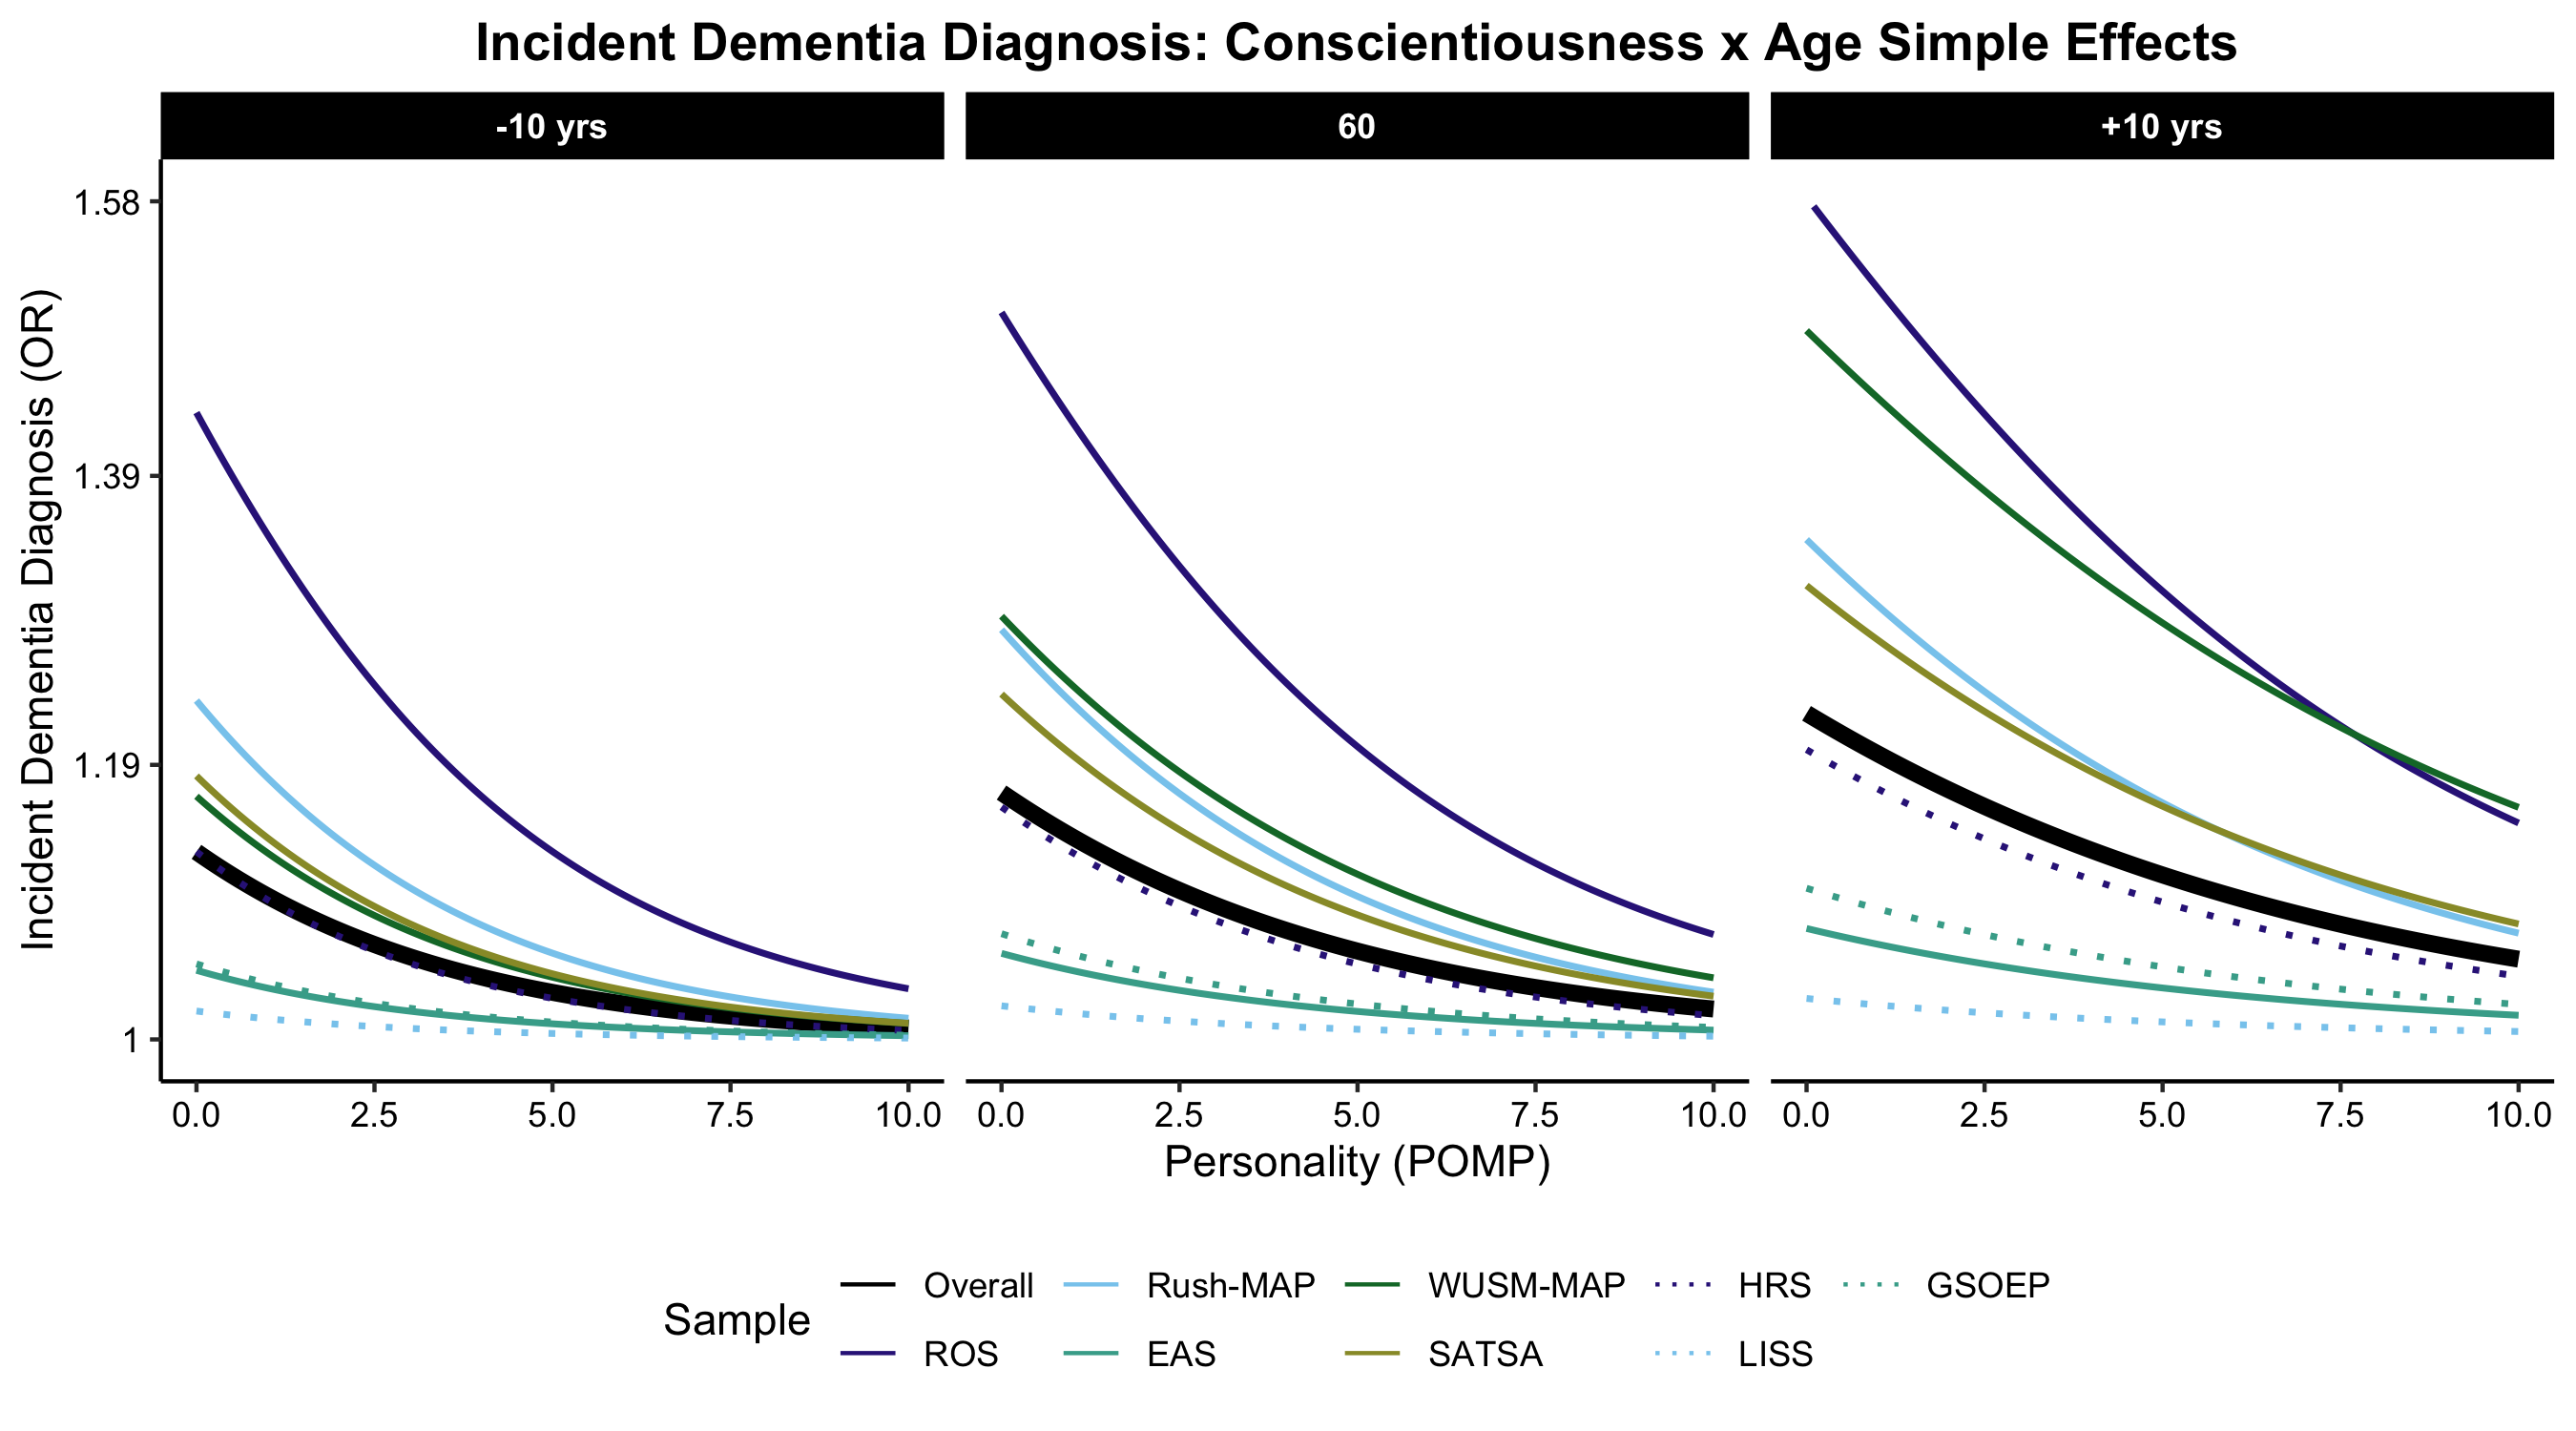 Incident Dementia Diagnosis: Conscientiousness x Age Simple Effects
-10 yrs
60
+10 yrs
Incident Dementia Diagnosis (OR)
1.58
1.39
1.19
1
0.0 2.5 5.0 7.5 10.0
0.0 2.5 5.0 7.5 10.0
0.0 2.5 5.0 7.5 10.0
Personality (POMP)
Sample
Overall Rush-MAP WUSM-MAP HRS GSOEP
ROS EAS SATSA LISS